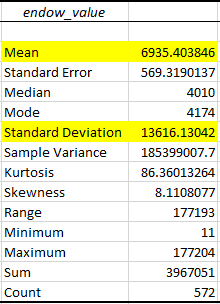 endow_value
Mean 6935.403846
Standard Error 569.3190137
Median 4010
Mode 4174
Standard Deviation 13616.13042
Sample Variance 185399007.7
Kurtosis 86.36013264
Skewness 8.1108077
Range 177193
Minimum 11
Maximum 177204
Sum 3967051
Count 572